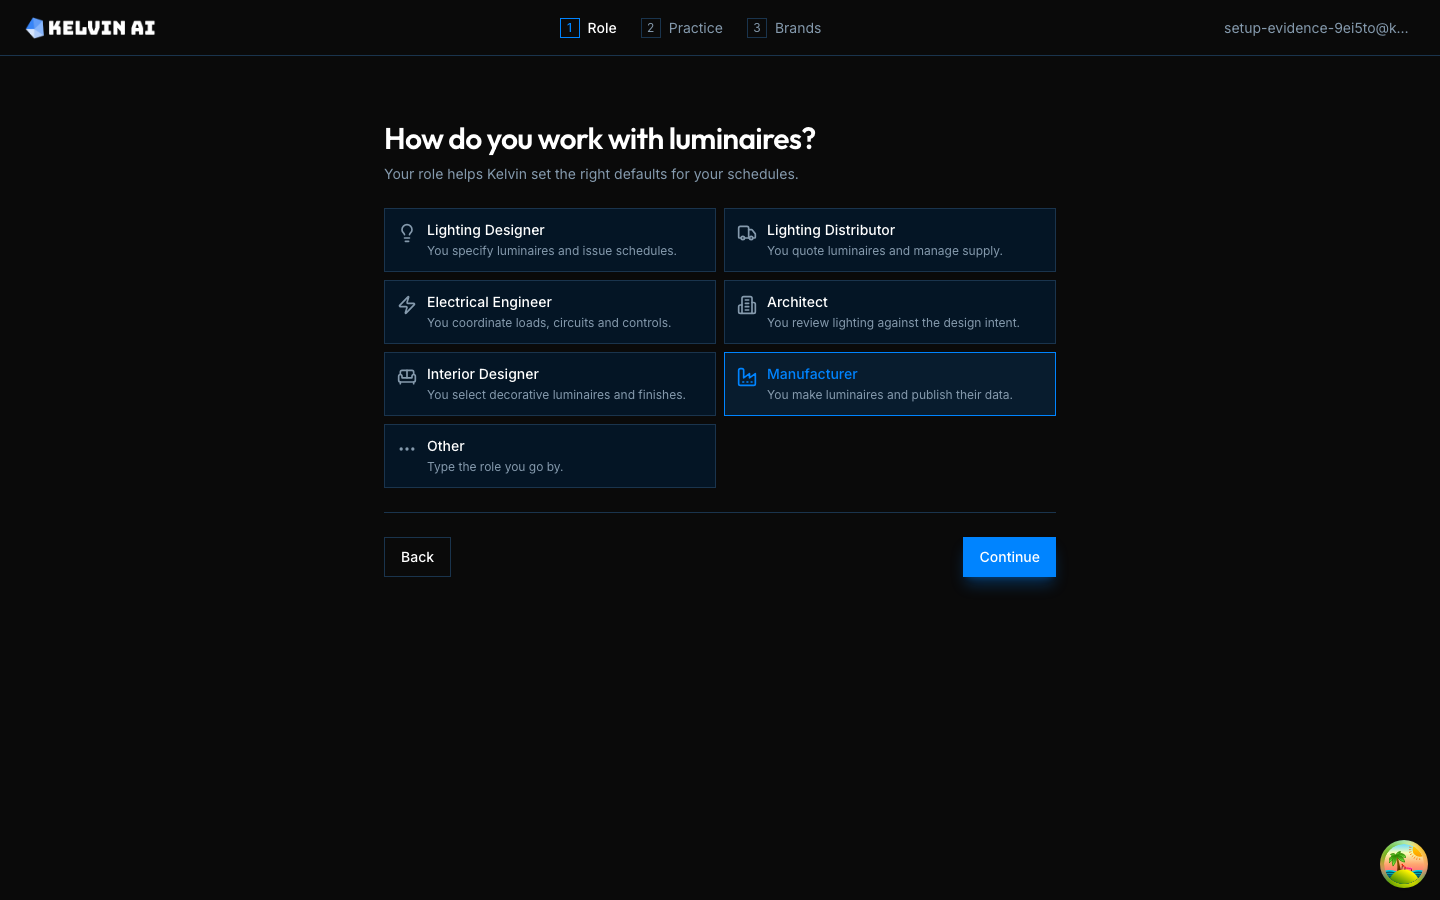 KELVIN AI
1 Role
2 Practice
3 Brands
setup-evidence-9ei5to@k...
How do you work with luminaires?
Your role helps Kelvin set the right defaults for your schedules.
Lighting Designer
You specify luminaires and issue schedules.
Lighting Distributor
You quote luminaires and manage supply.
Electrical Engineer
You coordinate loads, circuits and controls.
Architect
You review lighting against the design intent.
Interior Designer
You select decorative luminaires and finishes.
Manufacturer
You make luminaires and publish their data.
Other
Type the role you go by.
Back
Continue